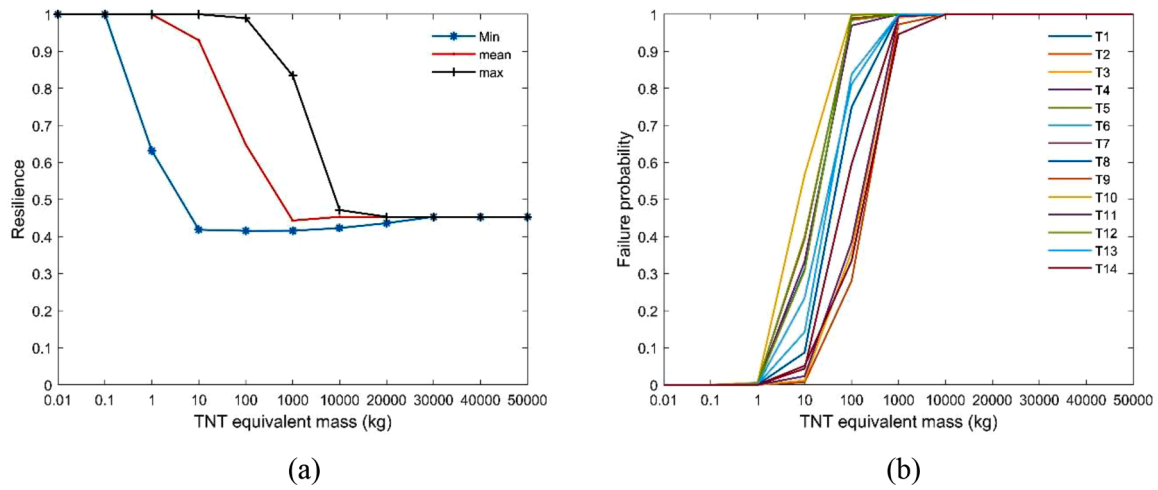 1
0.9
0.8
0.7
0.6
0.5
0.4
0.3
0.2
0.1
0
Resilience
Min
mean
max
0.01 0.1 1 10 100 1000 10000 20000 30000 40000 50000
TNT equivalent mass (kg)
(a)
1
0.9
0.8
0.7
0.6
0.5
0.4
0.3
0.2
0.1
0
Failure probability
T1
T2
T3
T4
T5
T6
T7
T8
T9
T10
T11
T12
T13
T14
0.01 0.1 1 10 100 1000 10000 20000 30000 40000 50000
TNT equivalent mass (kg)
(b)